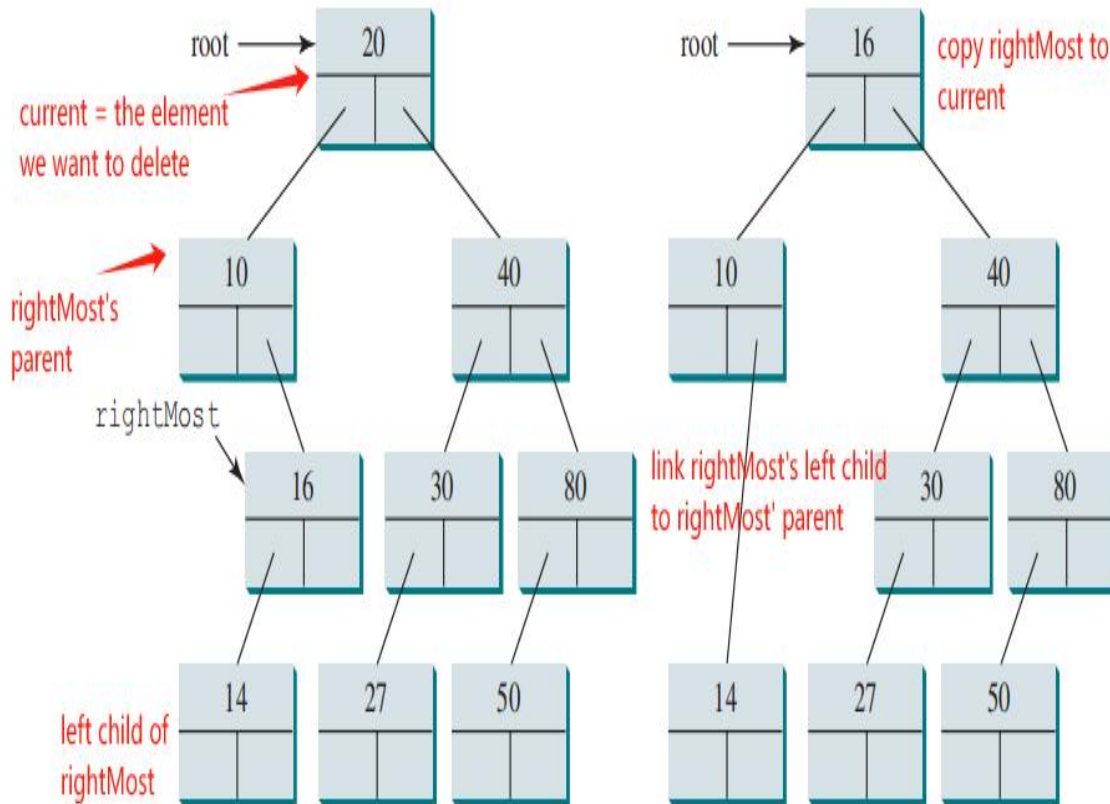 root
20
current = the element
we want to delete
10
40
rightMost's
parent
rightMost
16
30
80
14
27
50
left child of
rightMost
root
16
copy rightMost to
current
10
40
link rightMost's left child
to rightMost' parent
30
80
14
27
50